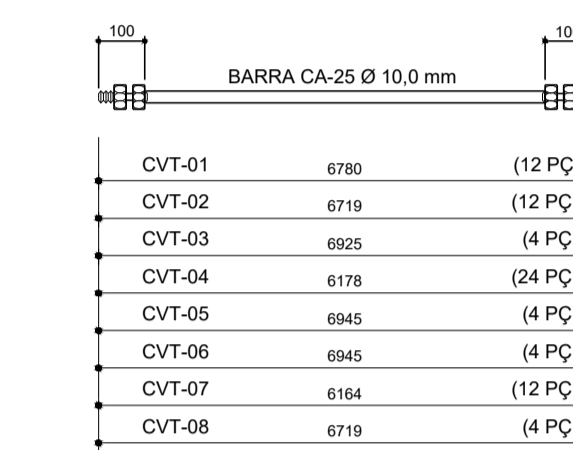 100 10
BARRA CA-25 Ø 10,0 mm
CVT-01 6780 (12 PÇ
CVT-02 6719 (12 PÇ
CVT-03 6925 (4 PÇ
CVT-04 6178 (24 PÇ
CVT-05 6945 (4 PÇ
CVT-06 6945 (4 PÇ
CVT-07 6164 (12 PÇ
CVT-08 6719 (4 PÇ